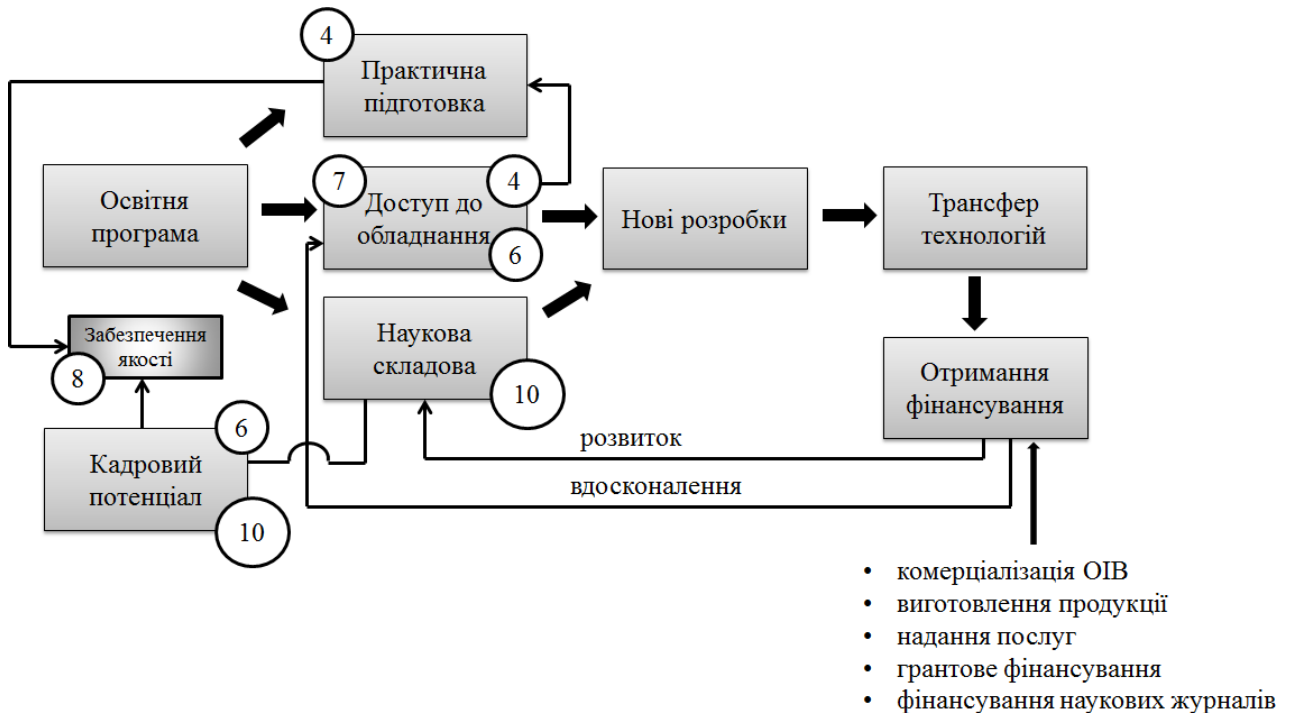 4
Практична
підготовка
Освітня
програма
7
4
Доступ до
обладнання
6
Нові розробки
Трансфер
технологій
Забезпечення
якості
8
Наукова
складова
10
Отримання
фінансування
6
Кадровий
потенціал
10
розвиток
вдосконалення
• комерціалізація ОІВ
• виготовлення продукції
• надання послуг
• грантове фінансування
• фінансування наукових журналів